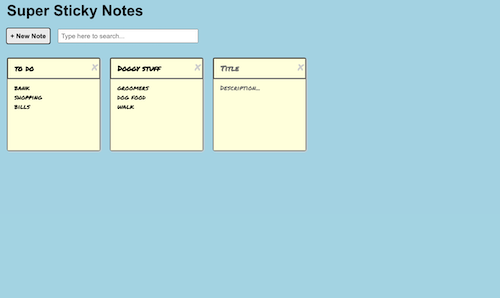 Super Sticky Notes
+ New Note
Type here to search...
to do
x
bank
shopping
bills
Doggy stuff
x
groomers
dog food
walk
Title
x
Description...